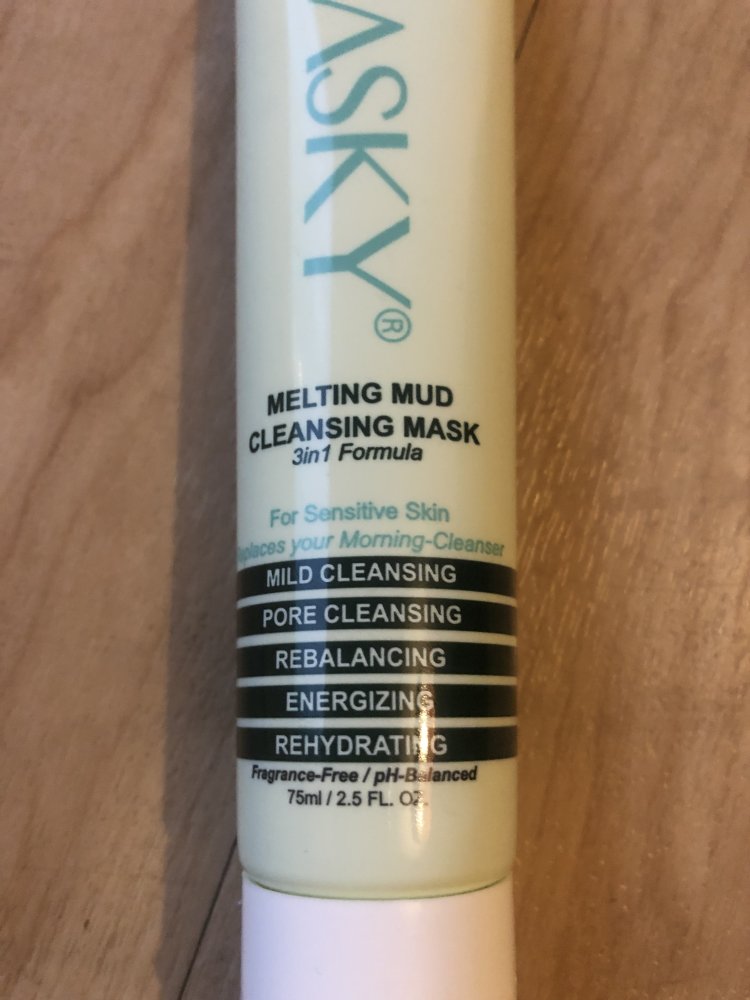 ASKY®
MELTING MUD
CLEANSING MASK
3in1 Formula
For Sensitive Skin
your Morning-Cleanser
MILD CLEANSING
PORE CLEANSING
REBALANCING
ENERGIZING
REHYDRATING
Fragrance-Free / pH-Balanced
75ml / 2.5 FL. OZ.